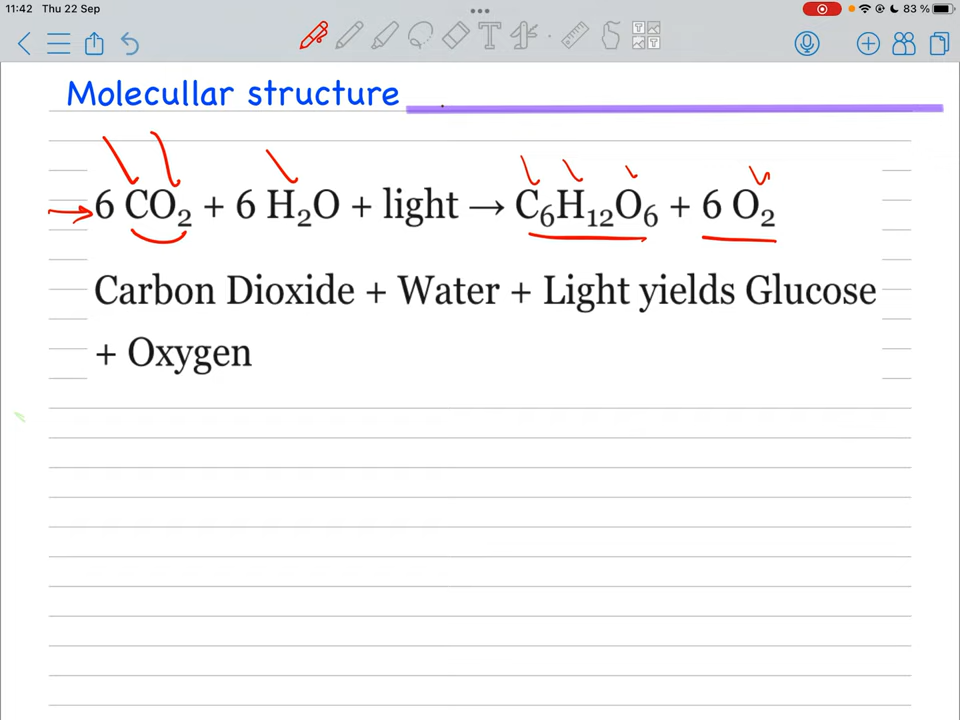 11:42 Thu 22 Sep 83 %
Molecullar structure
6 CO₂ + 6 H₂O + light → C₆H₁₂O₆ + 6 O₂
Carbon Dioxide + Water + Light yields Glucose
+ Oxygen